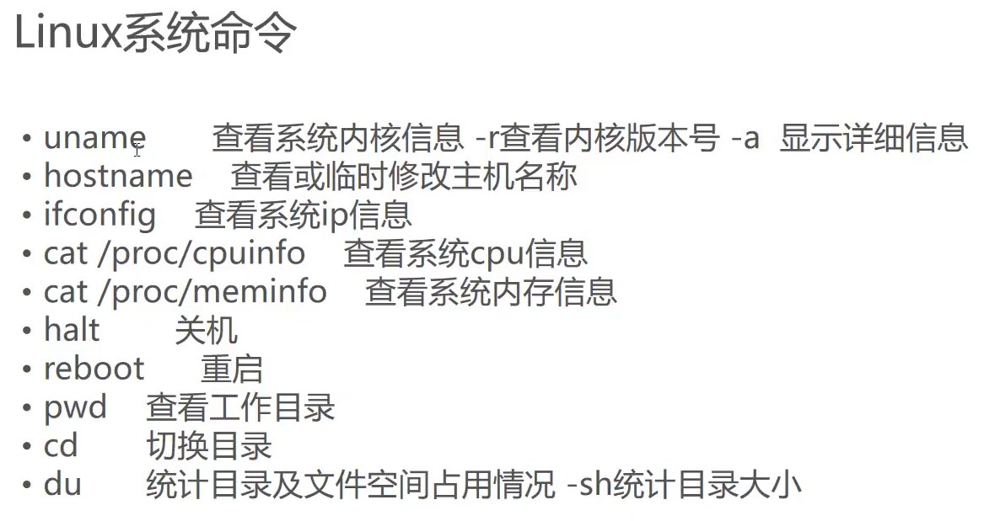 Linux系统命令
• uname 查看系统内核信息 -r查看内核版本号 -a 显示详细信息
• hostname 查看或临时修改主机名称
• ifconfig 查看系统ip信息
• cat /proc/cpuinfo 查看系统cpu信息
• cat /proc/meminfo 查看系统内存信息
• halt 关机
• reboot 重启
• pwd 查看工作目录
• cd 切换目录
• du 统计目录及文件空间占用情况 -sh统计目录大小